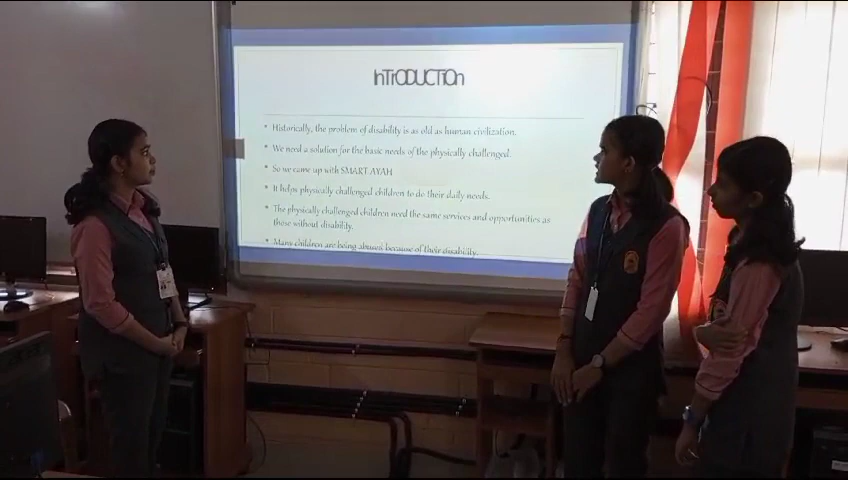 InTrODUCTiOn
• Historically, the problem of disability is as old as human civilization.
• We need a solution for the basic needs of the physically challenged.
• So we came up with SMART AYAH
• It helps physically challenged children to do their daily needs.
• The physically challenged children need the same services and opportunities as
those without disability.
• Many children are being abused because of their disability.